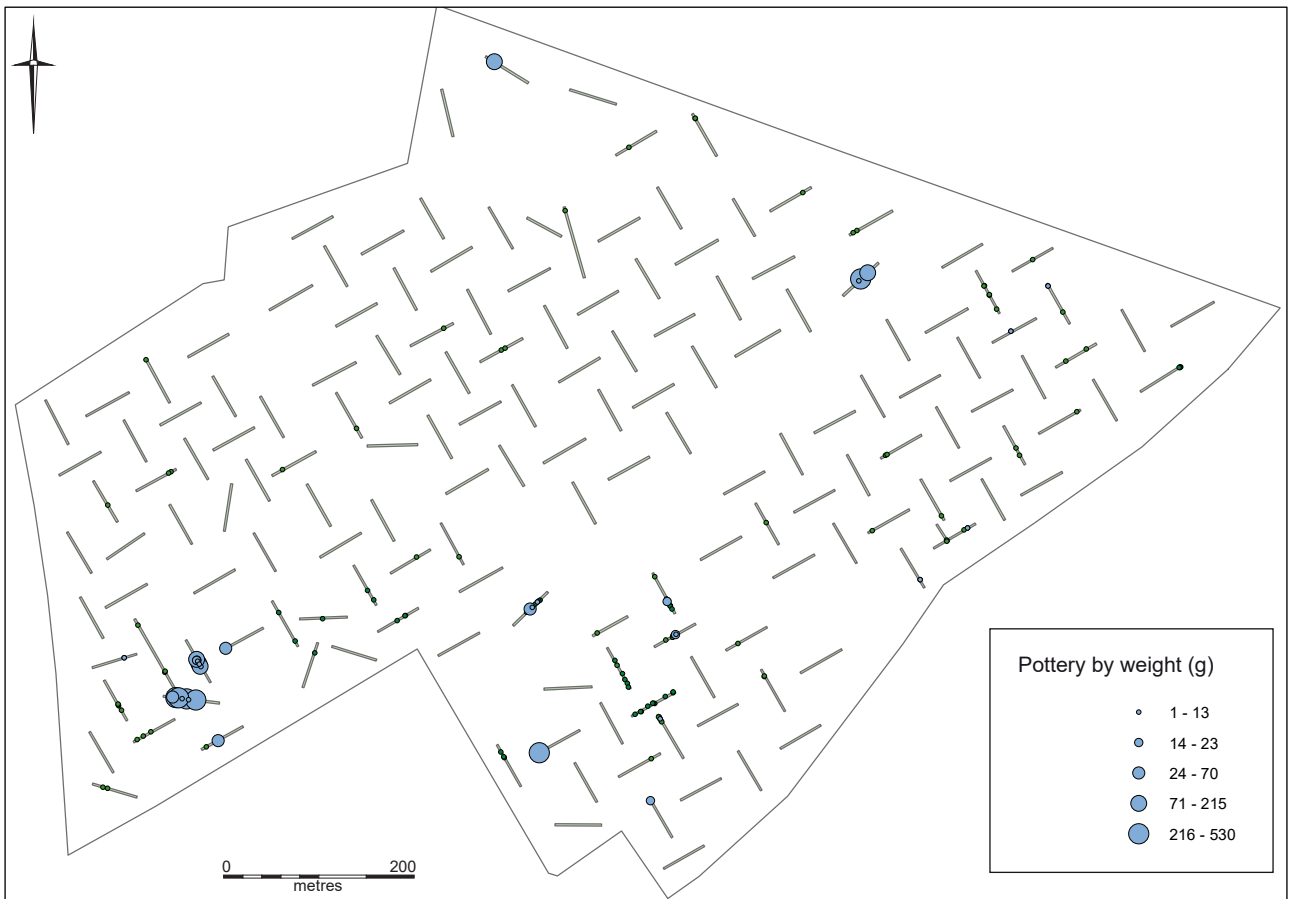 Pottery by weight (g)
1 - 13
14 - 23
24 - 70
71 - 215
216 - 530
0 200
metres